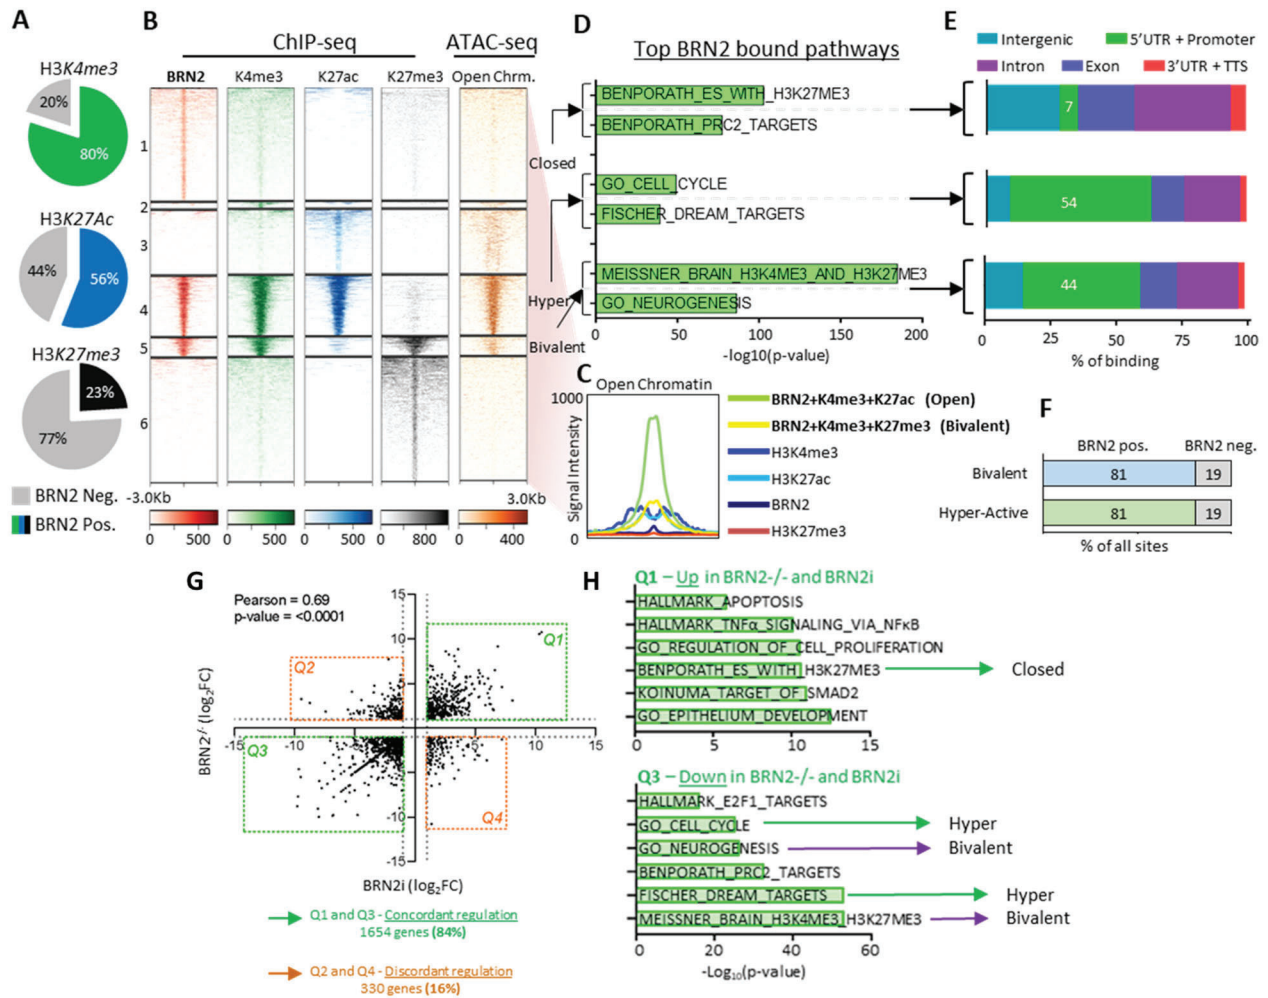 A
H3K4me3
20%
80%
H3K27Ac
44%
56%
H3K27me3
23%
77%
BRN2 Neg.
BRN2 Pos.
B
ChIP-seq
ATAC-seq
BRN2
K4me3
K27ac
K27me3
Open Chrm.
1
2
3
4
5
6
-3.0Kb
3.0Kb
0 500
0 500
0 500
0 800
0 400
D
Top BRN2 bound pathways
BENPORATH_ES_WITH_H3K27ME3
BENPORATH_PRC2_TARGETS
Closed
GO_CELL_CYCLE
FISCHER_DREAM_TARGETS
MEISSNER_BRAIN_H3K4ME3_AND_H3K27ME3
Hyper
GO_NEUROGENESIS
Bivalent
0 50 100 150 200
-log10(p-value)
E
Intergenic
5'UTR + Promoter
Intron
Exon
3'UTR + TTS
7
54
44
0 25 50 75 100
% of binding
C
Open Chromatin
1000
0
Signal Intensity
BRN2+K4me3+K27ac (Open)
BRN2+K4me3+K27me3 (Bivalent)
H3K4me3
H3K27ac
BRN2
H3K27me3
F
BRN2 pos.
BRN2 neg.
Bivalent
81
19
Hyper-Active
81
19
% of all sites
G
Pearson = 0.69
p-value = <0.0001
15
10
5
-15 -10 -5 5 10 15
-5
-10
-15
Q1
Q2
Q3
Q4
BRN2-/- (log2FC)
BRN2i (log2FC)
Q1 and Q3 - Concordant regulation
1654 genes (84%)
Q2 and Q4 - Discordant regulation
330 genes (16%)
H
Q1 – Up in BRN2-/- and BRN2i
HALLMARK_APOPTOSIS
HALLMARK_TNFα_SIGNALING_VIA_NFκB
GO_REGULATION_OF_CELL_PROLIFERATION
BENPORATH_ES_WITH_H3K27ME3
Closed
KOINUMA_TARGET_OF_SMAD2
GO_EPITHELIUM_DEVELOPMENT
0 5 10 15
Q3 – Down in BRN2-/- and BRN2i
HALLMARK_E2F1_TARGETS
GO_CELL_CYCLE
Hyper
GO_NEUROGENESIS
Bivalent
BENPORATH_PRC2_TARGETS
FISCHER_DREAM_TARGETS
Hyper
MEISSNER_BRAIN_H3K4ME3_H3K27ME3
Bivalent
0 20 40 60
-Log10(p-value)